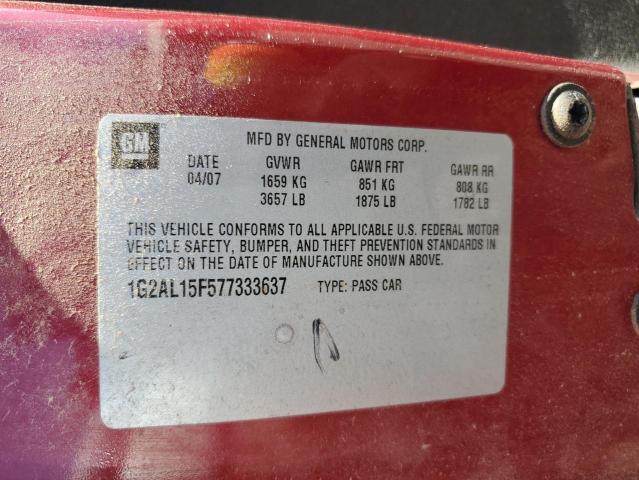 GM
MFD BY GENERAL MOTORS CORP.
DATE GVWR GAWR FRT GAWR RR
04/07 1659 KG 851 KG 808 KG
3657 LB 1875 LB 1782 LB
THIS VEHICLE CONFORMS TO ALL APPLICABLE U.S. FEDERAL MOTOR
VEHICLE SAFETY, BUMPER, AND THEFT PREVENTION STANDARDS IN
EFFECT ON THE DATE OF MANUFACTURE SHOWN ABOVE.
1G2AL15F577333637 TYPE: PASS CAR